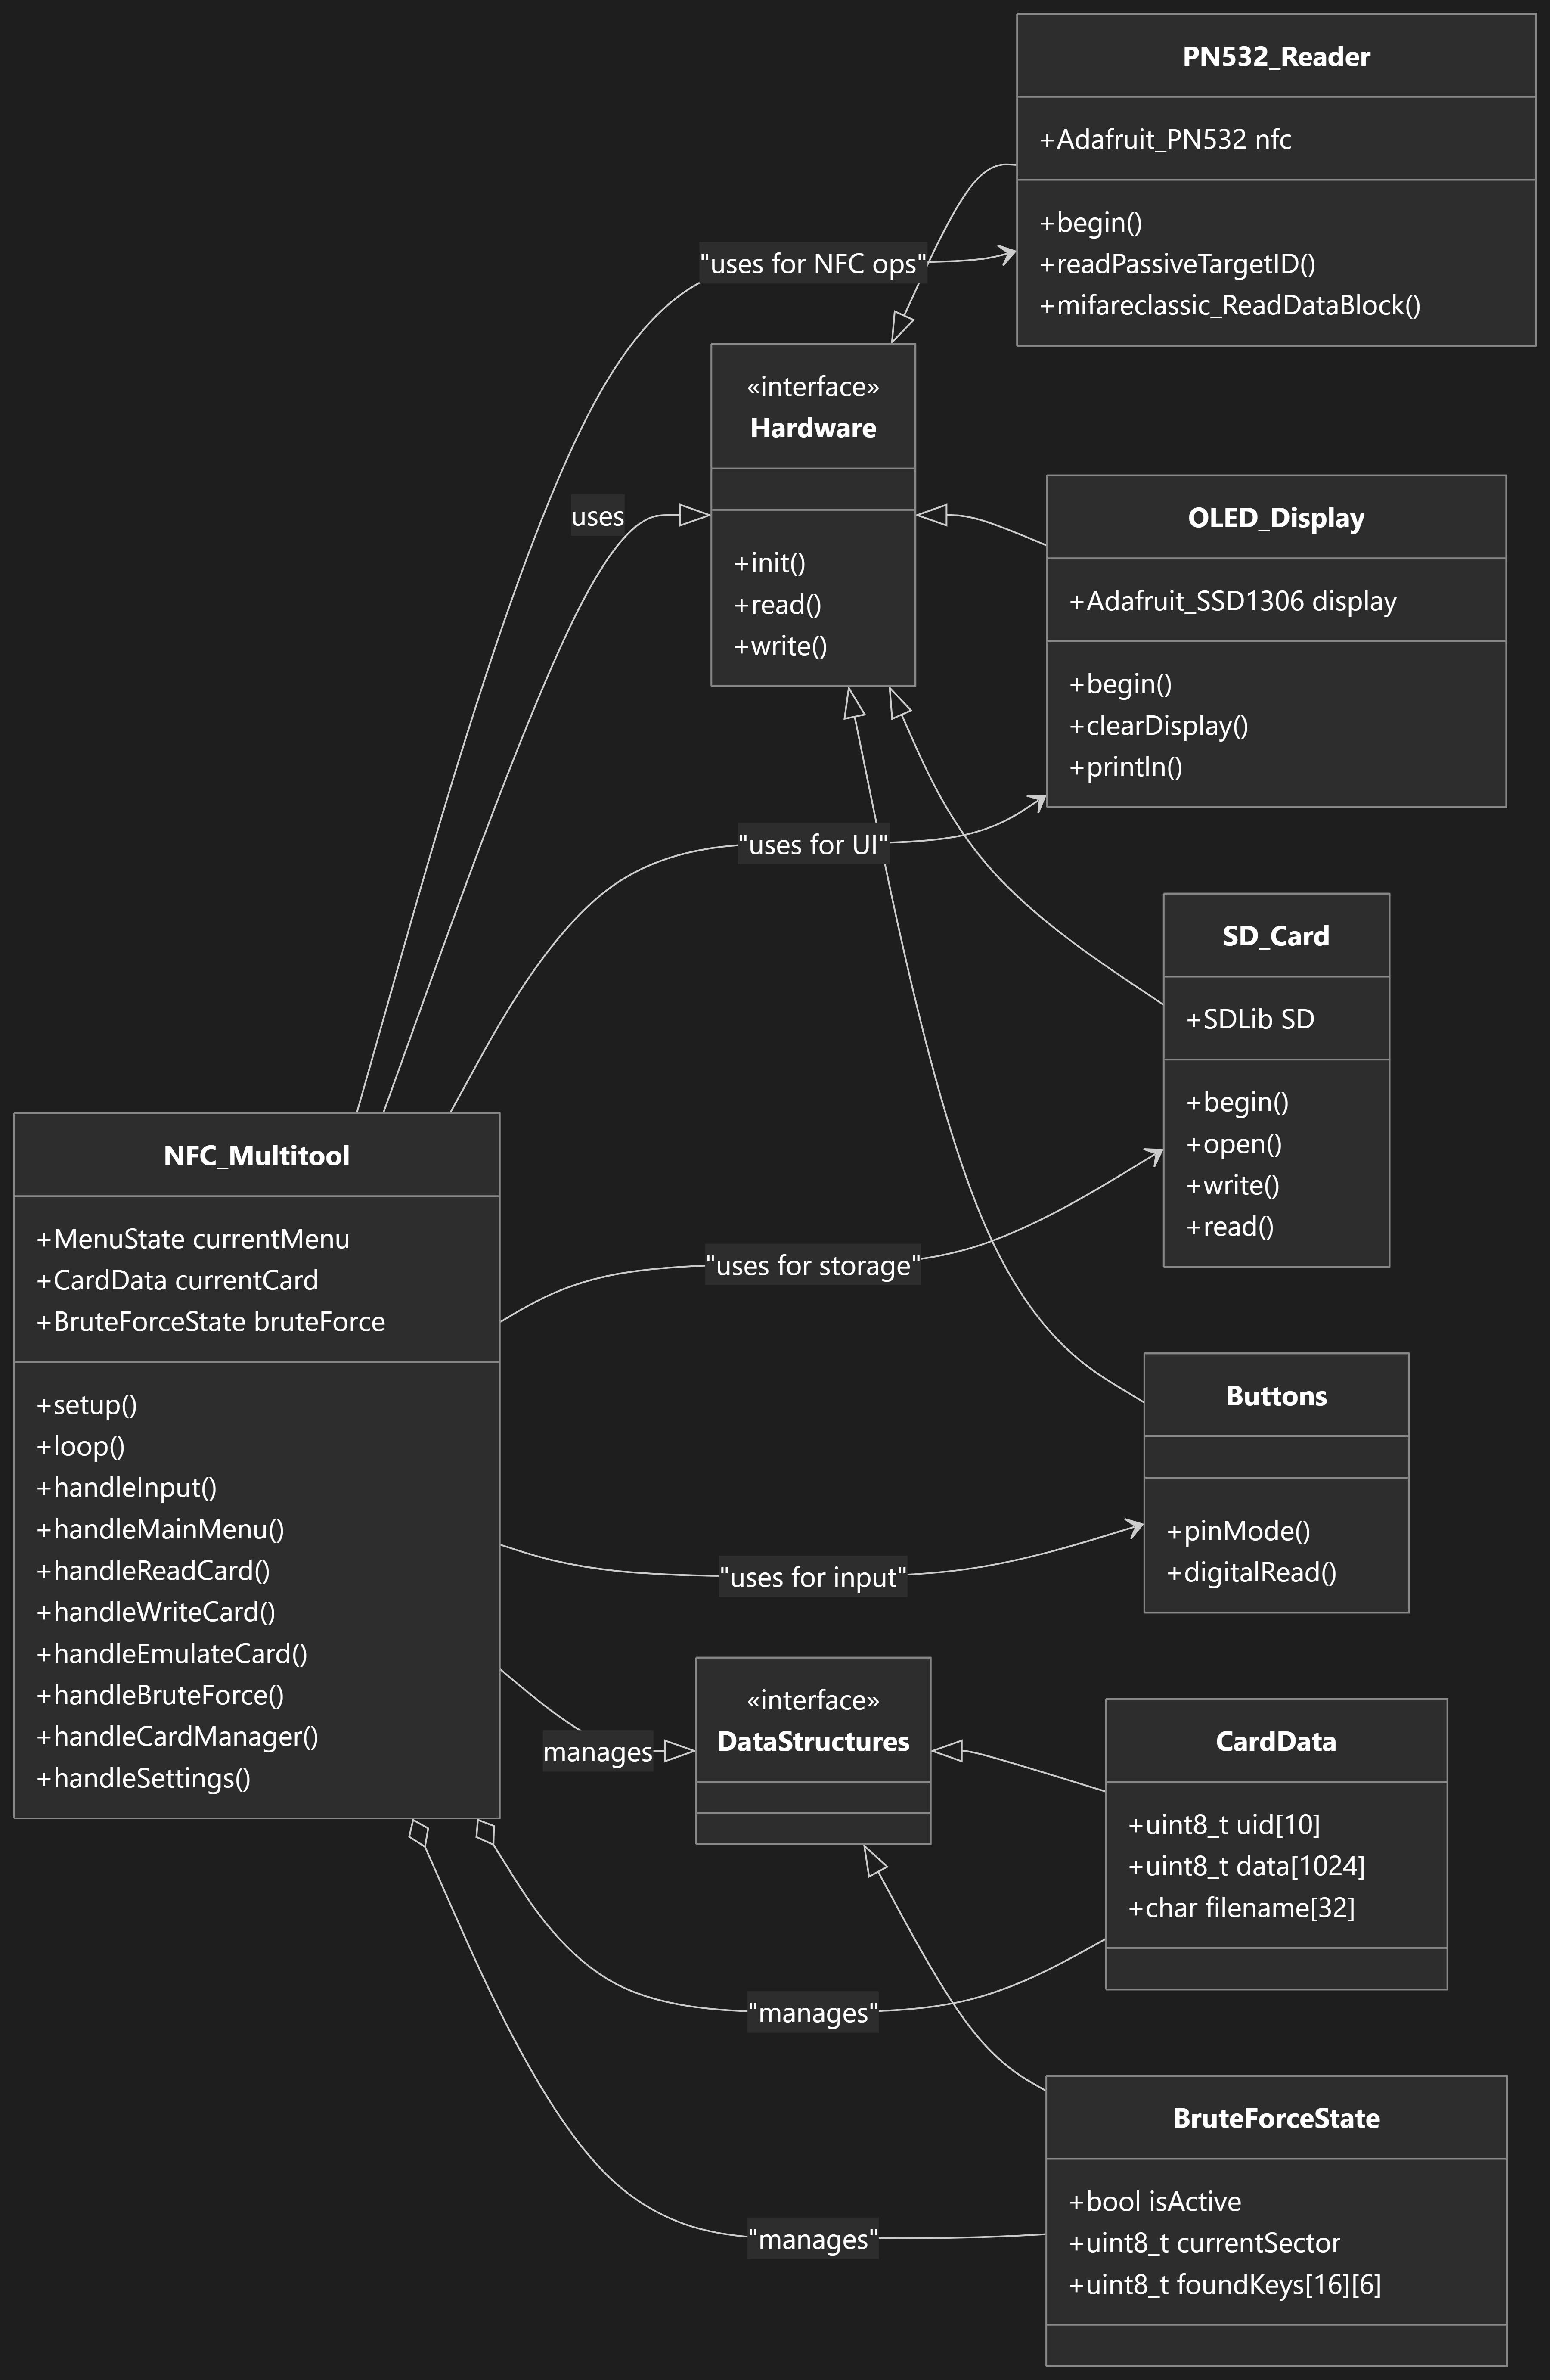 PN532_Reader
+Adafruit_PN532 nfc
+begin()
+readPassiveTargetID()
+mifareclassic_ReadDataBlock()
"uses for NFC ops"
«interface»
Hardware
+init()
+read()
+write()
uses
OLED_Display
+Adafruit_SSD1306 display
+begin()
+clearDisplay()
+println()
"uses for UI"
SD_Card
+SDLib SD
+begin()
+open()
+write()
+read()
NFC_Multitool
+MenuState currentMenu
+CardData currentCard
+BruteForceState bruteForce
+setup()
+loop()
+handleInput()
+handleMainMenu()
+handleReadCard()
+handleWriteCard()
+handleEmulateCard()
+handleBruteForce()
+handleCardManager()
+handleSettings()
"uses for storage"
Buttons
+pinMode()
+digitalRead()
"uses for input"
«interface»
DataStructures
manages
CardData
+uint8_t uid[10]
+uint8_t data[1024]
+char filename[32]
"manages"
BruteForceState
+bool isActive
+uint8_t currentSector
+uint8_t foundKeys[16][6]
"manages"